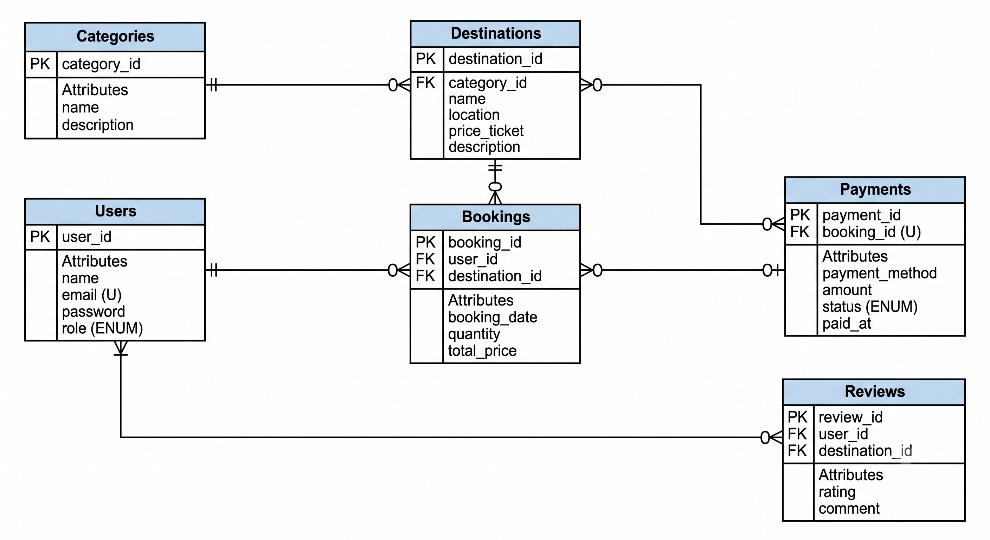 Categories
PK category_id
Attributes
name
description
Destinations
PK destination_id
FK category_id
name
location
price_ticket
description
Users
PK user_id
Attributes
name
email (U)
password
role (ENUM)
Bookings
PK booking_id
FK user_id
FK destination_id
Attributes
booking_date
quantity
total_price
Payments
PK payment_id
FK booking_id (U)
Attributes
payment_method
amount
status (ENUM)
paid_at
Reviews
PK review_id
FK user_id
FK destination_id
Attributes
rating
comment